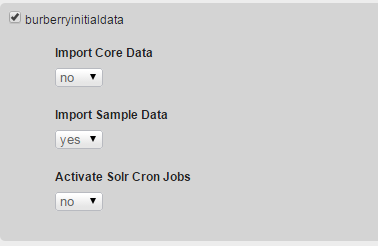 burberryinitialdata
Import Core Data
no
Import Sample Data
yes
Activate Solr Cron Jobs
no